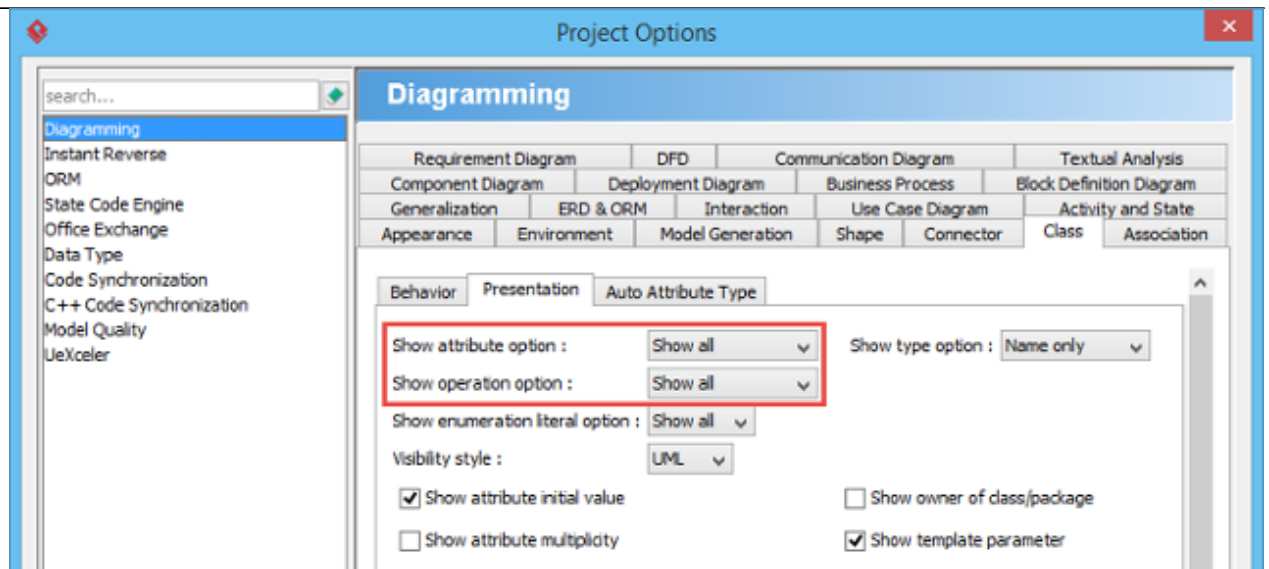 Project Options
search...
Diagramming
Instant Reverse
ORM
State Code Engine
Office Exchange
Data Type
Code Synchronization
C++ Code Synchronization
Model Quality
UeXceler
Diagramming
Requirement Diagram DFD Communication Diagram Textual Analysis
Component Diagram Deployment Diagram Business Process Block Definition Diagram
Generalization ERD & ORM Interaction Use Case Diagram Activity and State
Appearance Environment Model Generation Shape Connector Class Association
Behavior Presentation Auto Attribute Type
Show attribute option : Show all Show type option : Name only
Show operation option : Show all
Show enumeration literal option : Show all
Visibility style : UML
Show attribute initial value Show owner of class/package
Show attribute multiplicity Show template parameter